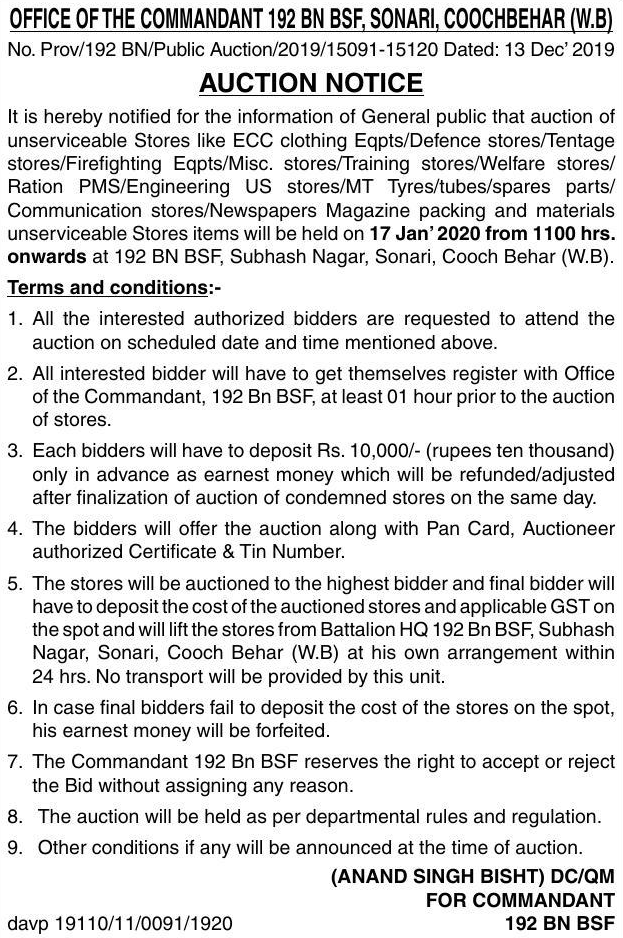 OFFICE OF THE COMMANDANT 192 BN BSF, SONARI, COOCHBEHAR (W.B)
No. Prov/192 BN/Public Auction/2019/15091-15120 Dated: 13 Dec’ 2019
AUCTION NOTICE
It is hereby notified for the information of General public that auction of
unserviceable Stores like ECC clothing Eqpts/Defence stores/Tentage
stores/Firefighting Eqpts/Misc. stores/Training stores/Welfare stores/
Ration PMS/Engineering US stores/MT Tyres/tubes/spares parts/
Communication stores/Newspapers Magazine packing and materials
unserviceable Stores items will be held on 17 Jan’ 2020 from 1100 hrs.
onwards at 192 BN BSF, Subhash Nagar, Sonari, Cooch Behar (W.B).
Terms and conditions:-
1. All the interested authorized bidders are requested to attend the
auction on scheduled date and time mentioned above.
2. All interested bidder will have to get themselves register with Office
of the Commandant, 192 Bn BSF, at least 01 hour prior to the auction
of stores.
3. Each bidders will have to deposit Rs. 10,000/- (rupees ten thousand)
only in advance as earnest money which will be refunded/adjusted
after finalization of auction of condemned stores on the same day.
4. The bidders will offer the auction along with Pan Card, Auctioneer
authorized Certificate & Tin Number.
5. The stores will be auctioned to the highest bidder and final bidder will
have to deposit the cost of the auctioned stores and applicable GST on
the spot and will lift the stores from Battalion HQ 192 Bn BSF, Subhash
Nagar, Sonari, Cooch Behar (W.B) at his own arrangement within
24 hrs. No transport will be provided by this unit.
6. In case final bidders fail to deposit the cost of the stores on the spot,
his earnest money will be forfeited.
7. The Commandant 192 Bn BSF reserves the right to accept or reject
the Bid without assigning any reason.
8. The auction will be held as per departmental rules and regulation.
9. Other conditions if any will be announced at the time of auction.
(ANAND SINGH BISHT) DC/QM
FOR COMMANDANT
davp 19110/11/0091/1920 192 BN BSF